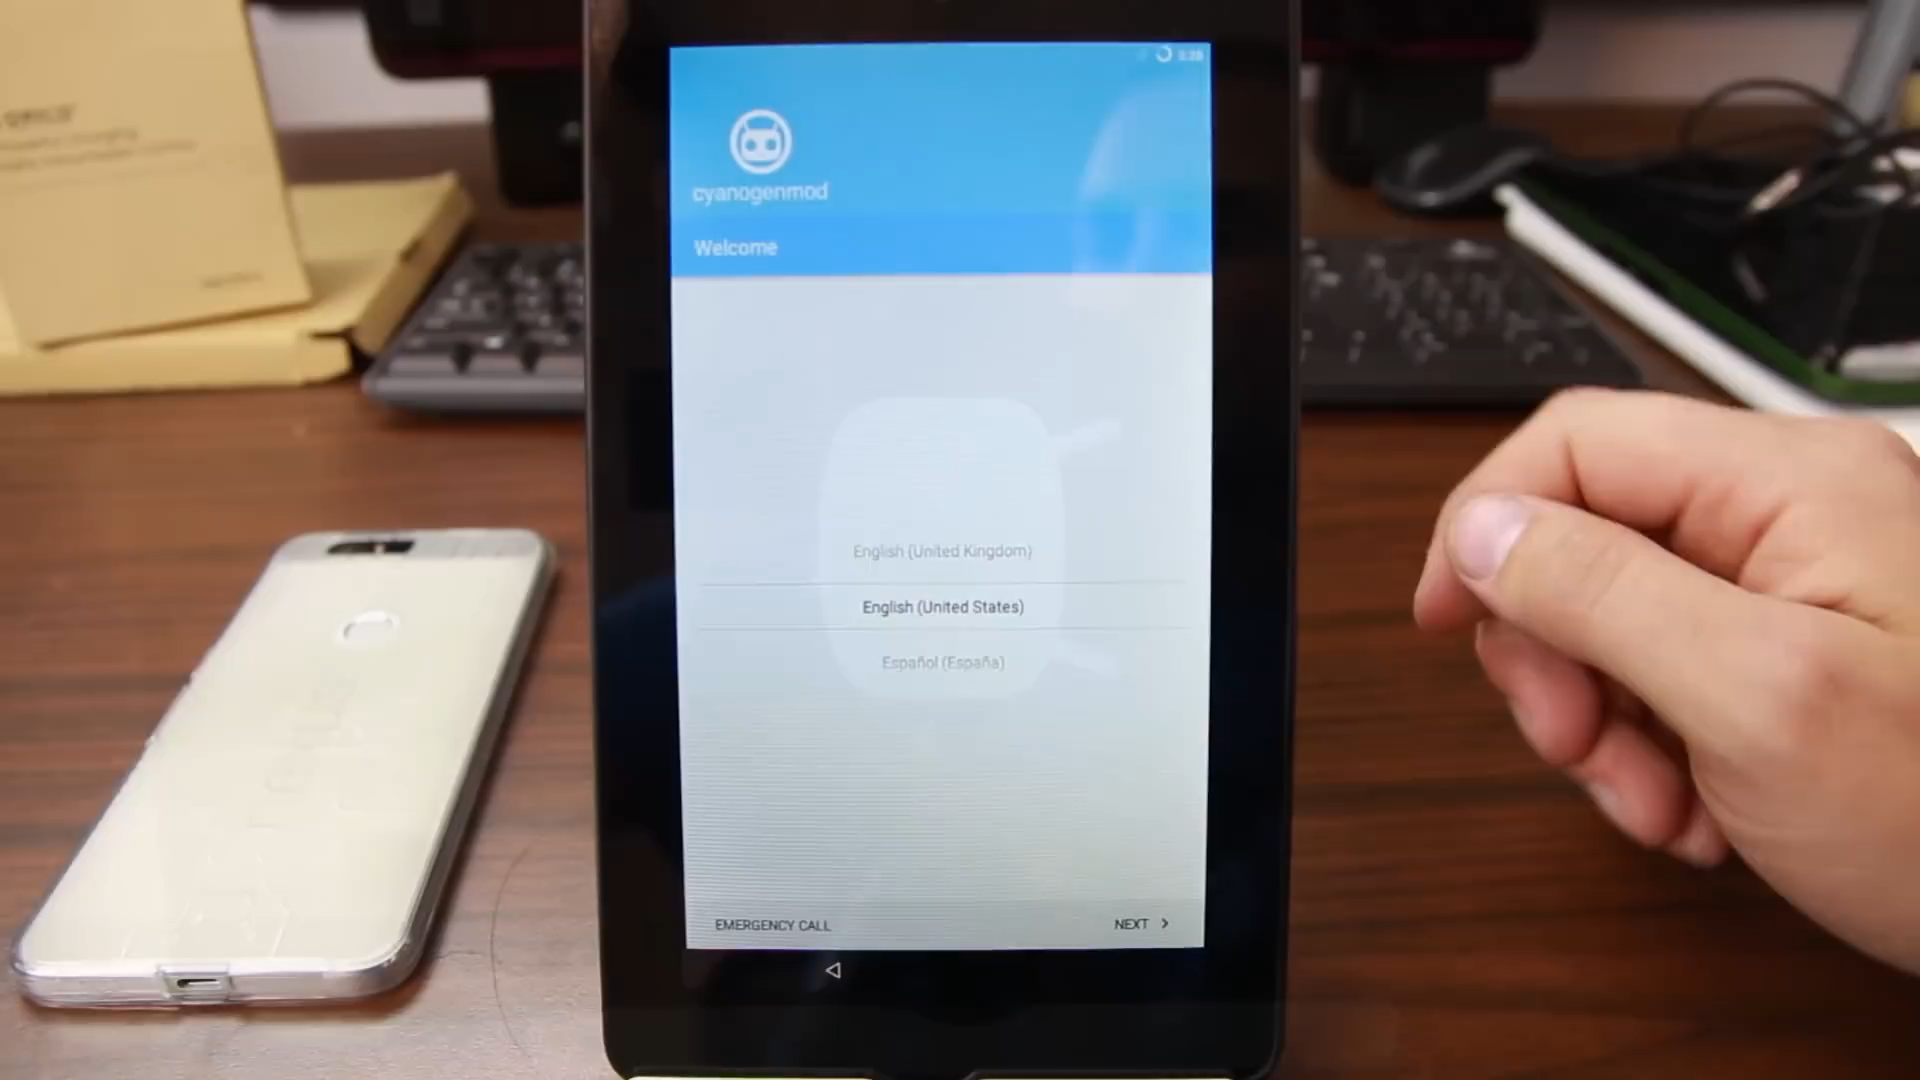 cyanogenmod
Welcome
English (United Kingdom)
English (United States)
Español (España)
EMERGENCY CALL
NEXT